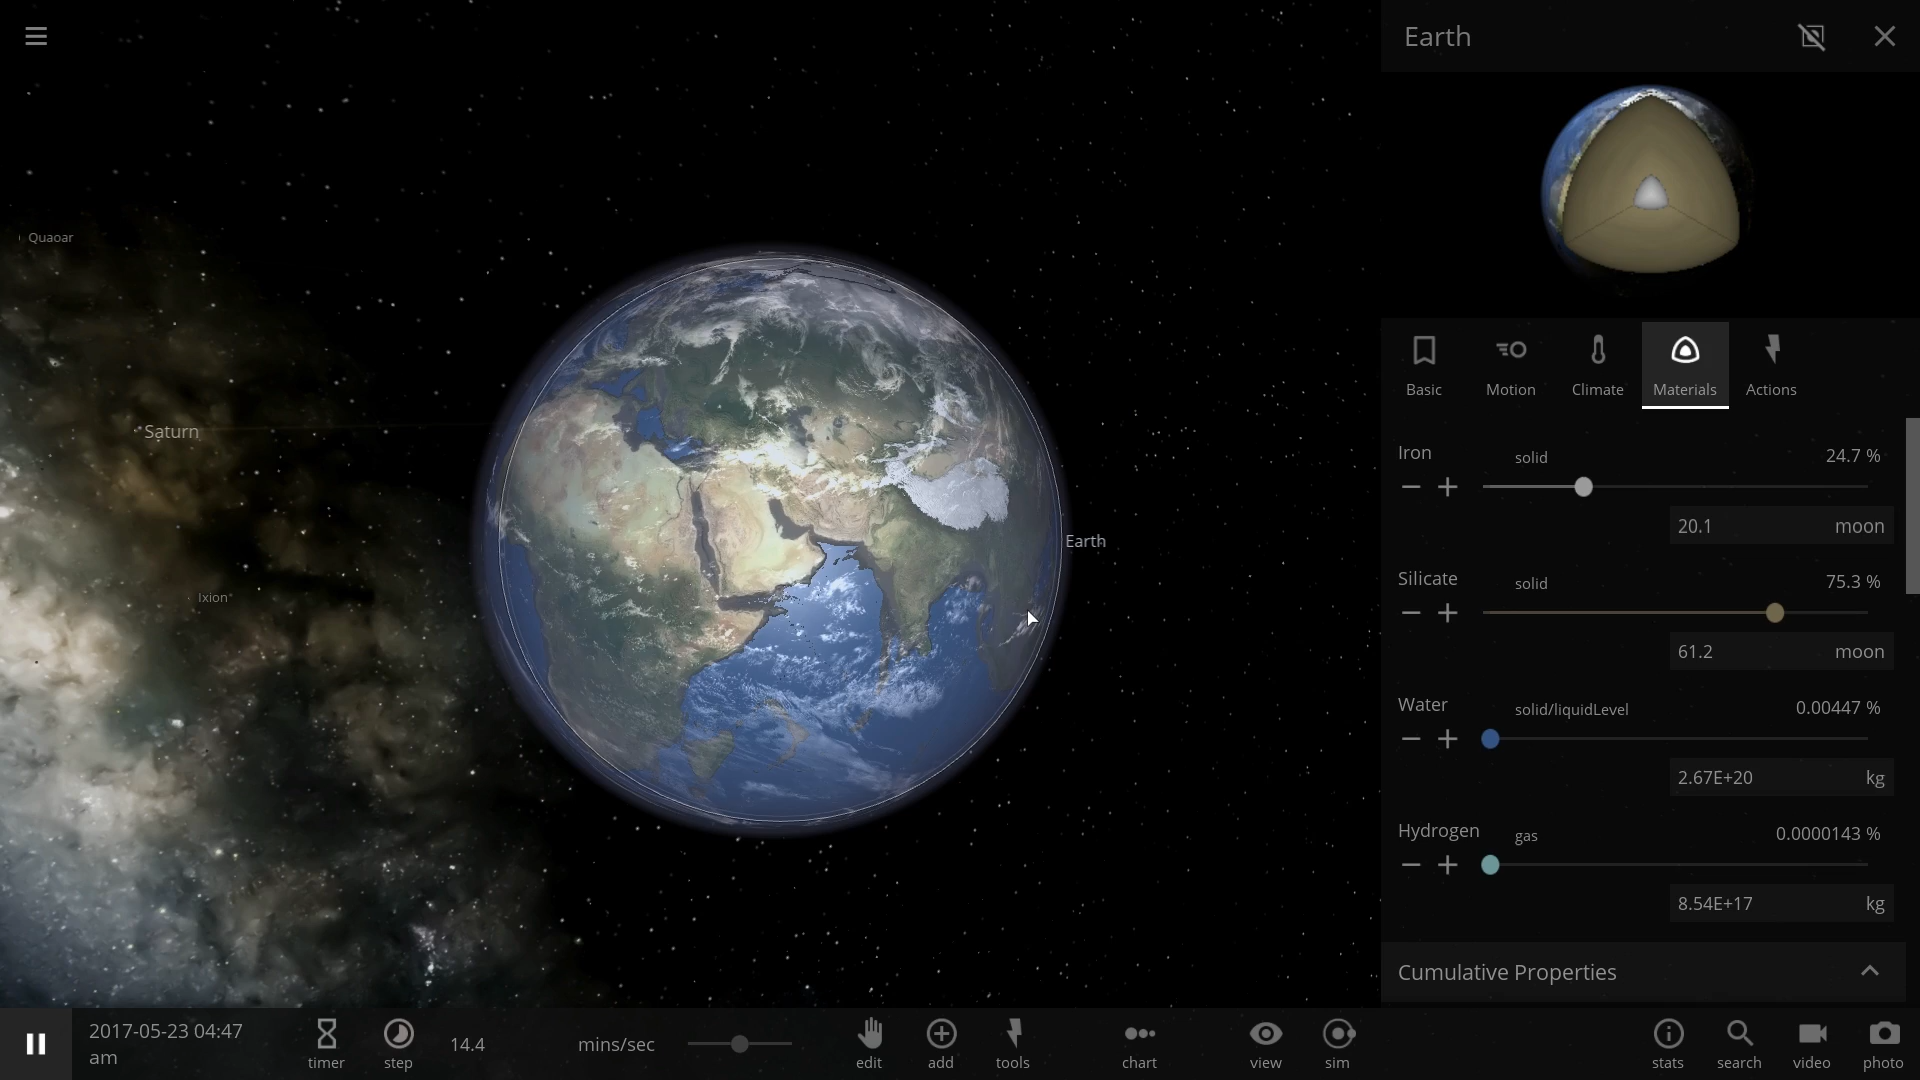 Earth
Quaoar
Saturn
Ixion
Earth
Basic
Motion
Climate
Materials
Actions
Iron solid 24.7 %
20.1 moon
Silicate solid 75.3 %
61.2 moon
Water solid/liquidLevel 0.00447 %
2.67E+20 kg
Hydrogen gas 0.0000143 %
8.54E+17 kg
Cumulative Properties
2017-05-23 04:47
am
timer
step
14.4 mins/sec
edit
add
tools
chart
view
sim
stats
search
video
photo